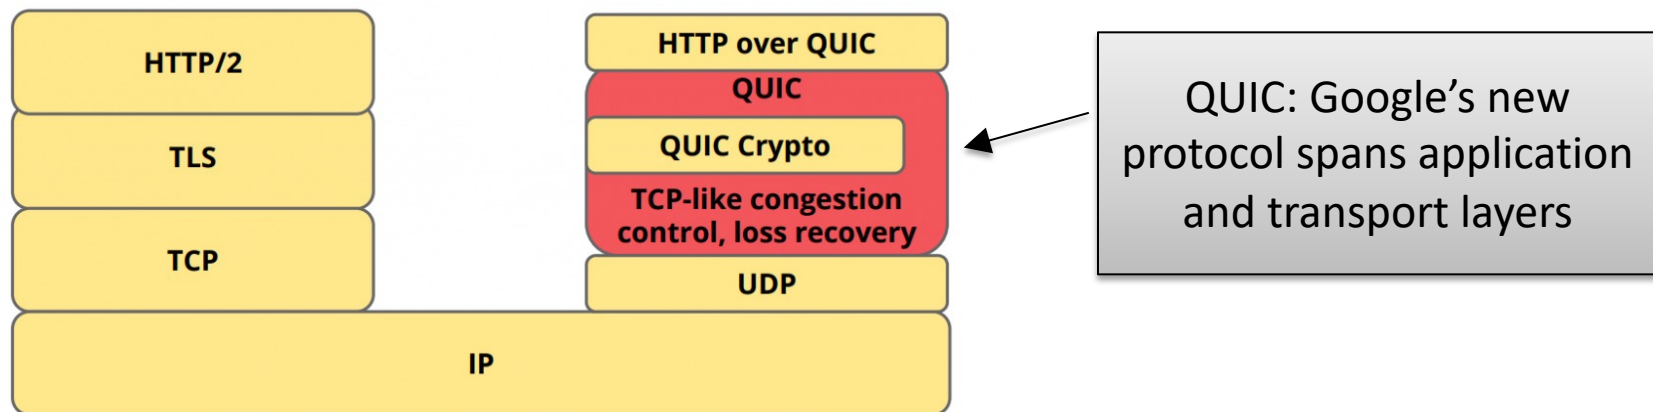 HTTP/2
TLS
TCP
HTTP over QUIC
QUIC
QUIC Crypto
TCP-like congestion
control, loss recovery
UDP
IP
QUIC: Google’s new
protocol spans application
and transport layers